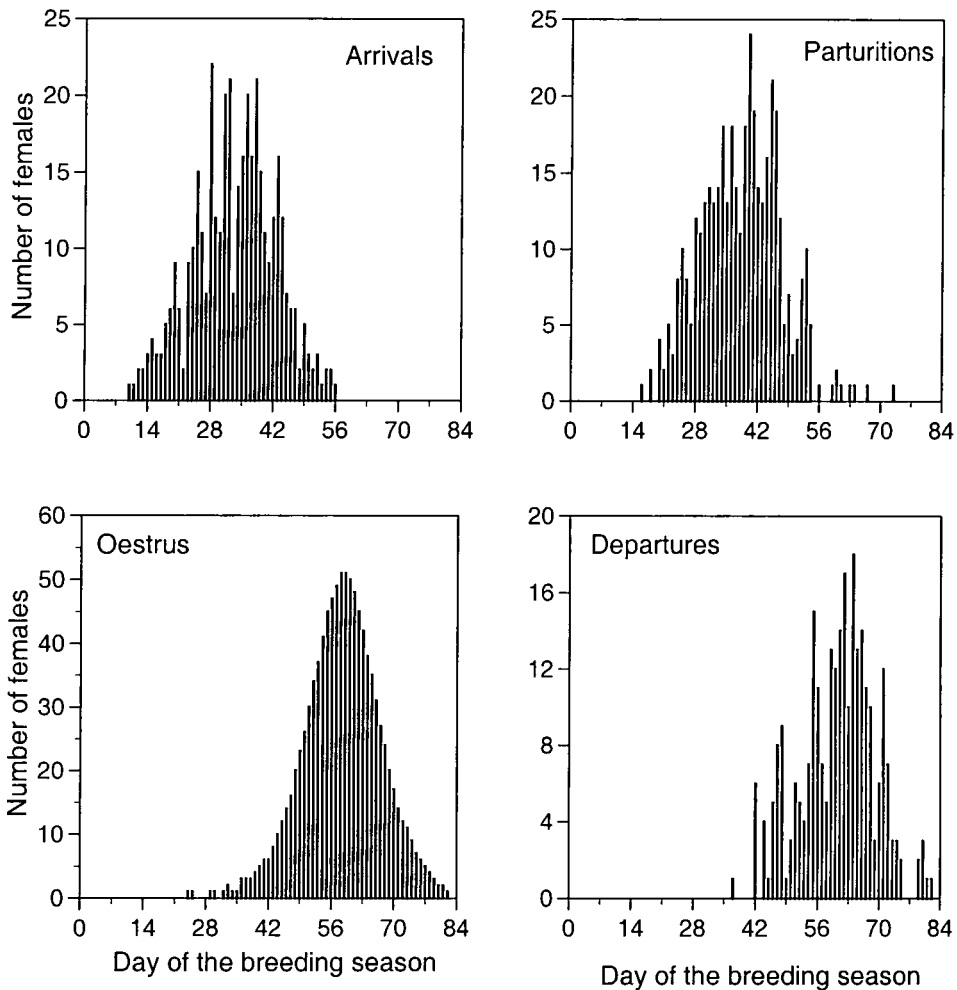 Arrivals
Number of females
25
20
15
10
5
0
0 14 28 42 56 70 84
Parturitions
25
20
15
10
5
0
0 14 28 42 56 70 84
Oestrus
Number of females
60
50
40
30
20
10
0
0 14 28 42 56 70 84
Day of the breeding season
Departures
20
16
12
8
4
0
0 14 28 42 56 70 84
Day of the breeding season